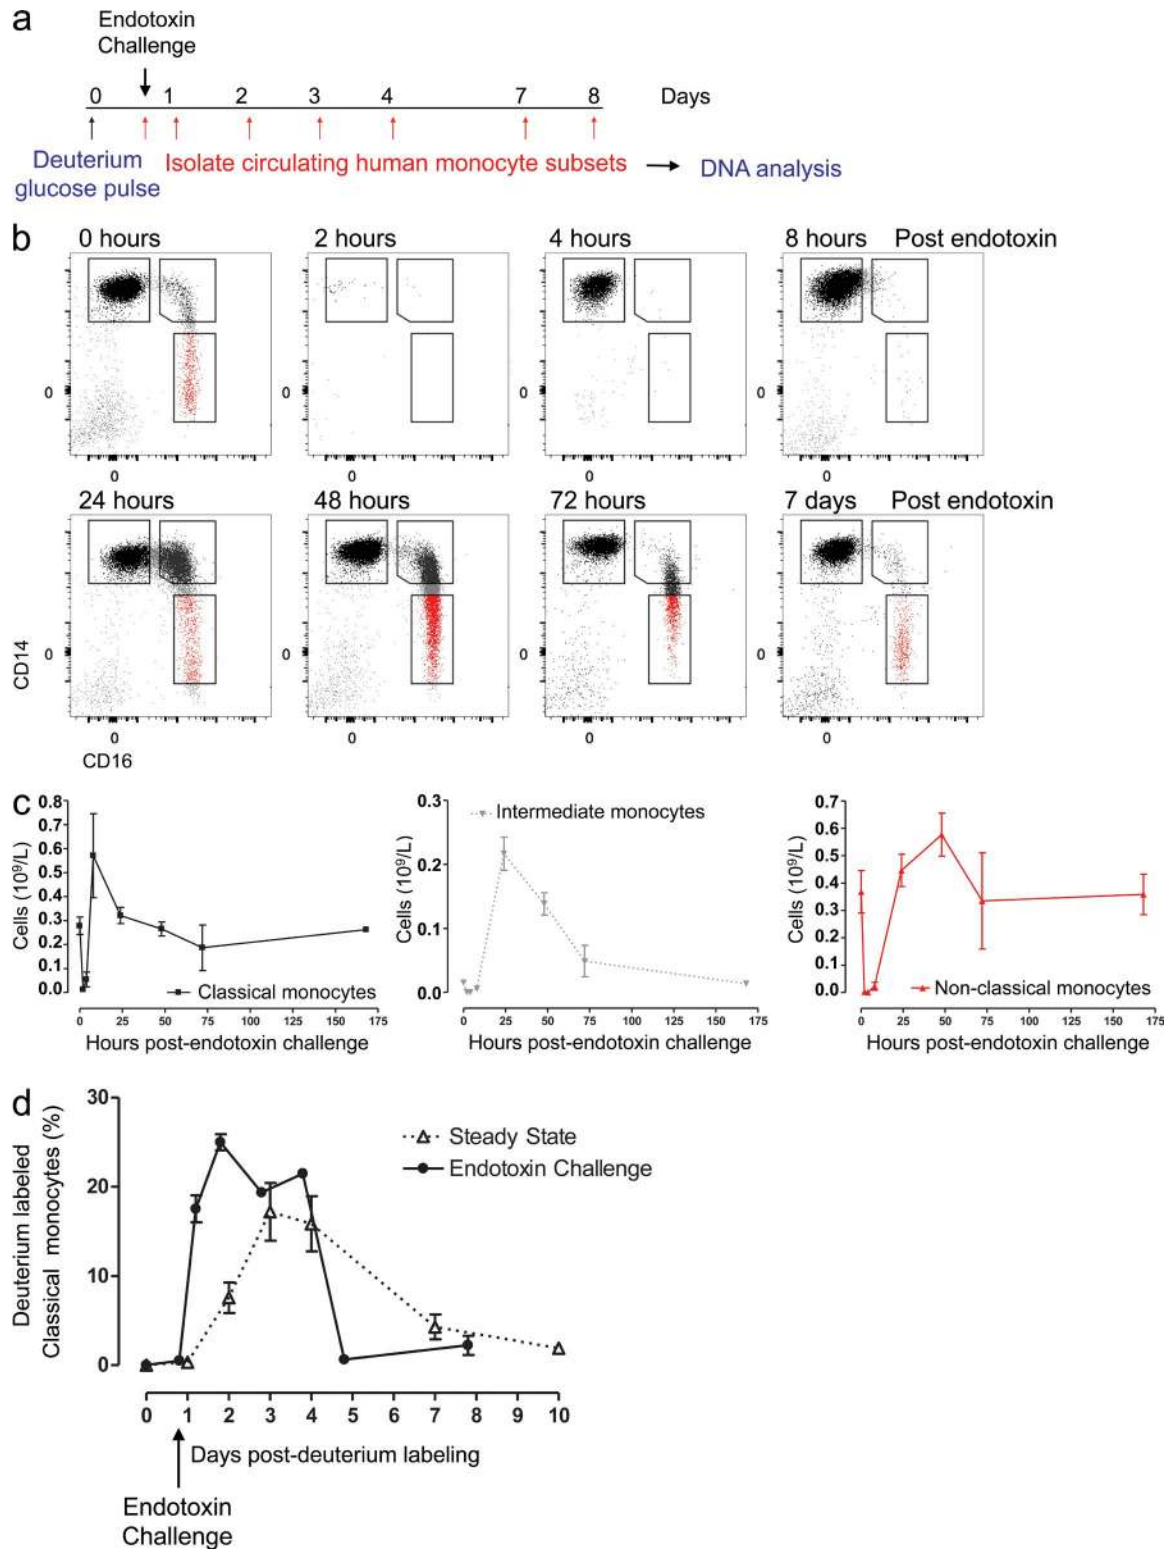 a
Endotoxin
Challenge
0 1 2 3 4 7 8 Days
Deuterium
glucose pulse
Isolate circulating human monocyte subsets
DNA analysis
b
0 hours 2 hours 4 hours 8 hours Post endotoxin
0 0 0 0
0 0 0 0
24 hours 48 hours 72 hours 7 days Post endotoxin
0 0 0 0
CD14
0 0 0 0
CD16
c
Cells (10⁹/L)
0.8
0.7
0.6
0.5
0.4
0.3
0.2
0.1
0.0
Classical monocytes
0 25 50 75 100 125 150 175
Hours post-endotoxin challenge
Cells (10⁹/L)
0.3
0.2
0.1
0.0
Intermediate monocytes
0 25 50 75 100 125 150 175
Hours post-endotoxin challenge
Cells (10⁹/L)
0.7
0.6
0.5
0.4
0.3
0.2
0.1
0.0
Non-classical monocytes
0 25 50 75 100 125 150 175
Hours post-endotoxin challenge
d
Deuterium labeled
Classical monocytes (%)
30
20
10
0
Steady State
Endotoxin Challenge
0 1 2 3 4 5 6 7 8 9 10
Days post-deuterium labeling
Endotoxin
Challenge